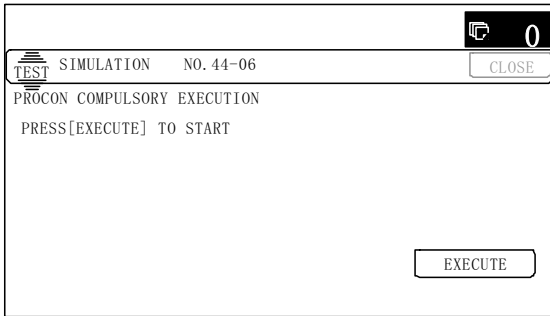 0
TEST SIMULATION NO.44-06 CLOSE
PROCON COMPULSORY EXECUTION
PRESS[EXECUTE] TO START
EXECUTE